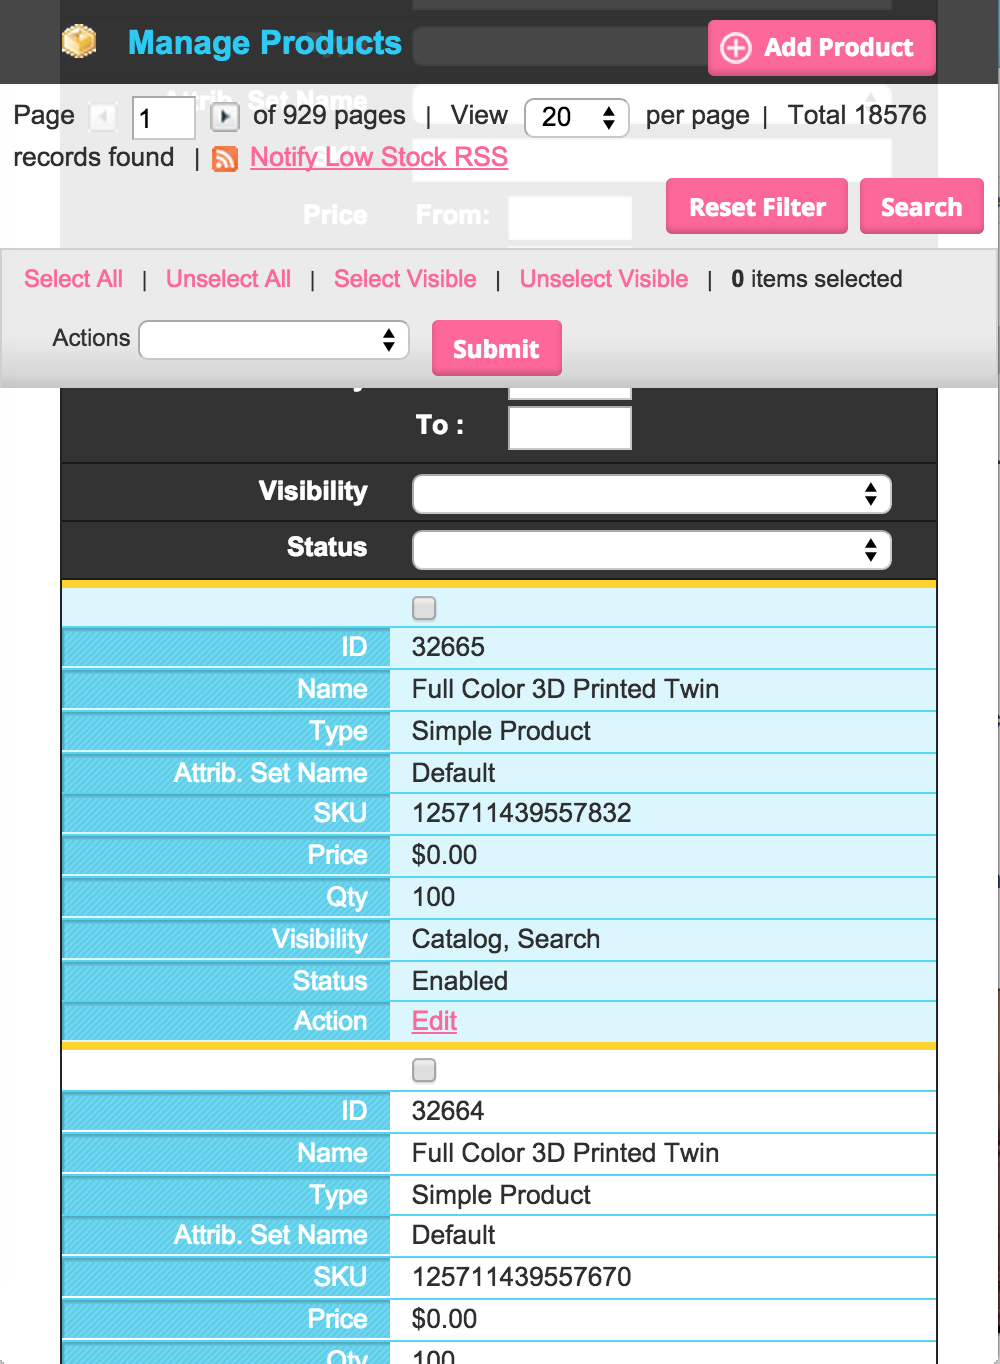 Manage Products
Add Product
Attrib. Set Name
Page 1 of 929 pages | View 20 per page | Total 18576
records found | Notify Low Stock RSS
SKU
Price From:
Reset Filter Search
Select All | Unselect All | Select Visible | Unselect Visible | 0 items selected
Actions Submit
To :
Visibility
Status
ID 32665
Name Full Color 3D Printed Twin
Type Simple Product
Attrib. Set Name Default
SKU 125711439557832
Price $0.00
Qty 100
Visibility Catalog, Search
Status Enabled
Action Edit
ID 32664
Name Full Color 3D Printed Twin
Type Simple Product
Attrib. Set Name Default
SKU 125711439557670
Price $0.00
Qty 100